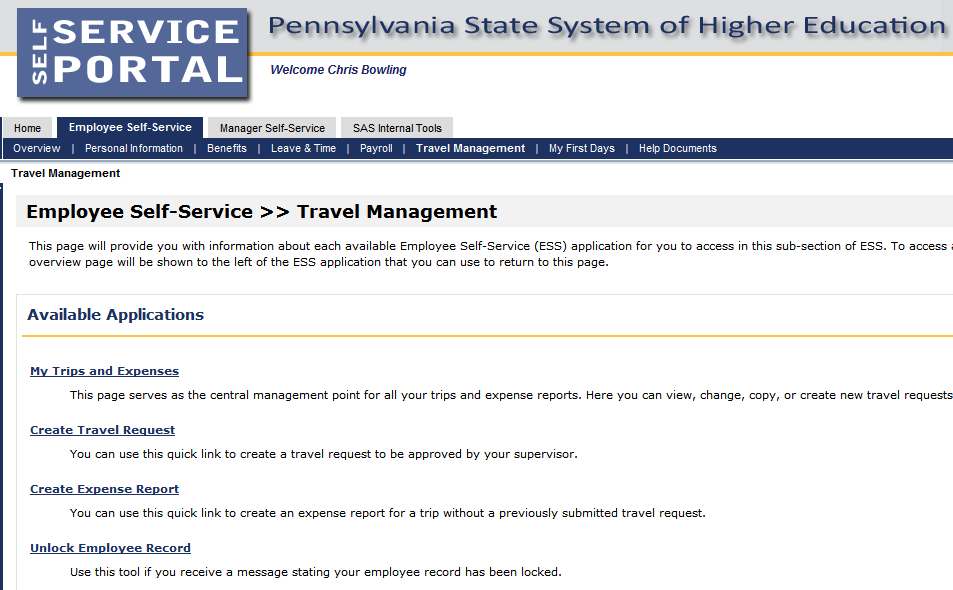 SELF SERVICE PORTAL
Pennsylvania State System of Higher Education
Welcome Chris Bowling
Home Employee Self-Service Manager Self-Service SAS Internal Tools
Overview | Personal Information | Benefits | Leave & Time | Payroll | Travel Management | My First Days | Help Documents
Travel Management
Employee Self-Service >> Travel Management
This page will provide you with information about each available Employee Self-Service (ESS) application for you to access in this sub-section of ESS. To access
overview page will be shown to the left of the ESS application that you can use to return to this page.
Available Applications
My Trips and Expenses
This page serves as the central management point for all your trips and expense reports. Here you can view, change, copy, or create new travel requests
Create Travel Request
You can use this quick link to create a travel request to be approved by your supervisor.
Create Expense Report
You can use this quick link to create an expense report for a trip without a previously submitted travel request.
Unlock Employee Record
Use this tool if you receive a message stating your employee record has been locked.